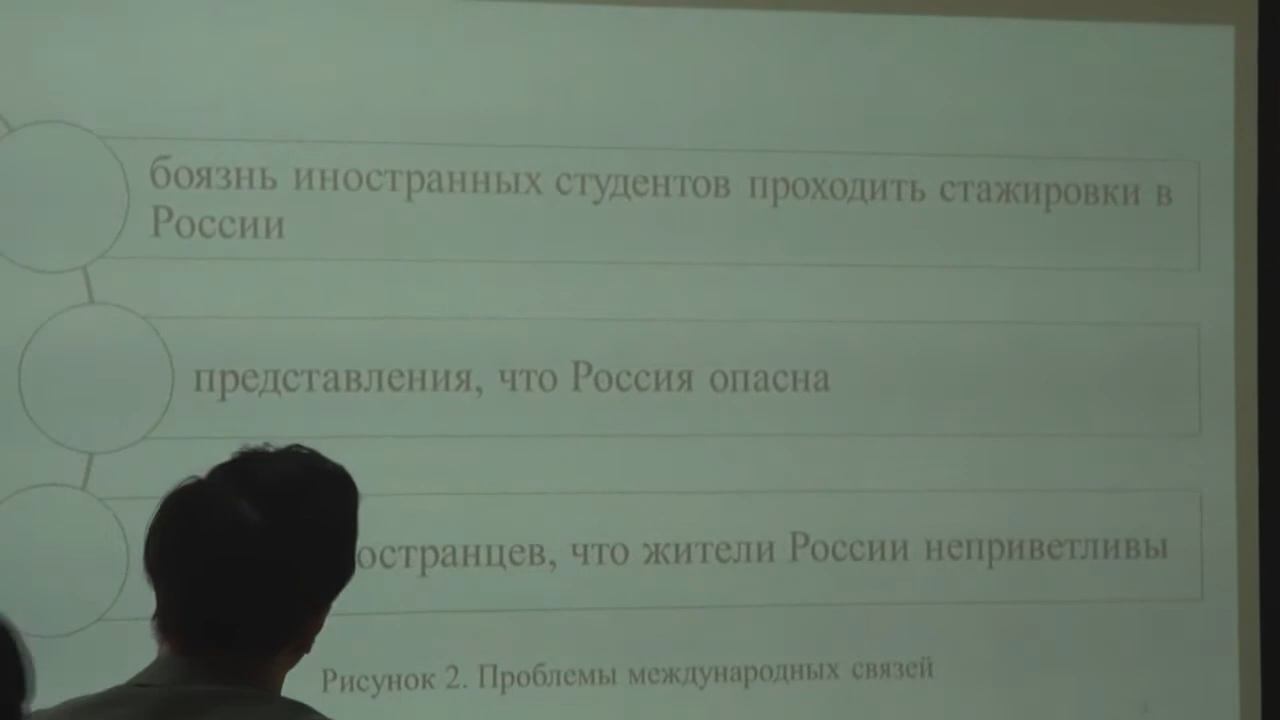 боязнь иностранных студентов проходить стажировки в
России
представления, что Россия опасна
что жители России неприветливы
Рисунок 2. Проблемы международных связей